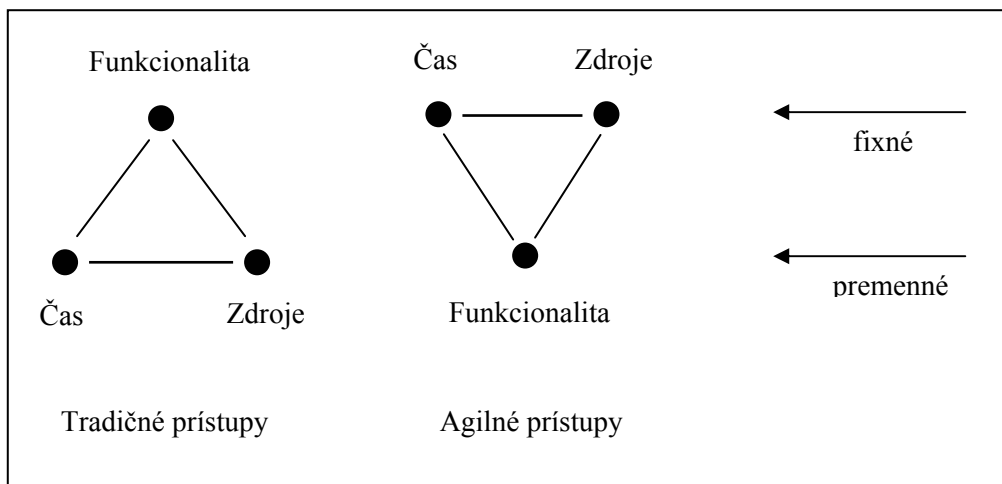 Funkcionalita
Čas
Zdroje
Tradičné prístupy
Čas
Zdroje
Funkcionalita
Agilné prístupy
fixné
premenné